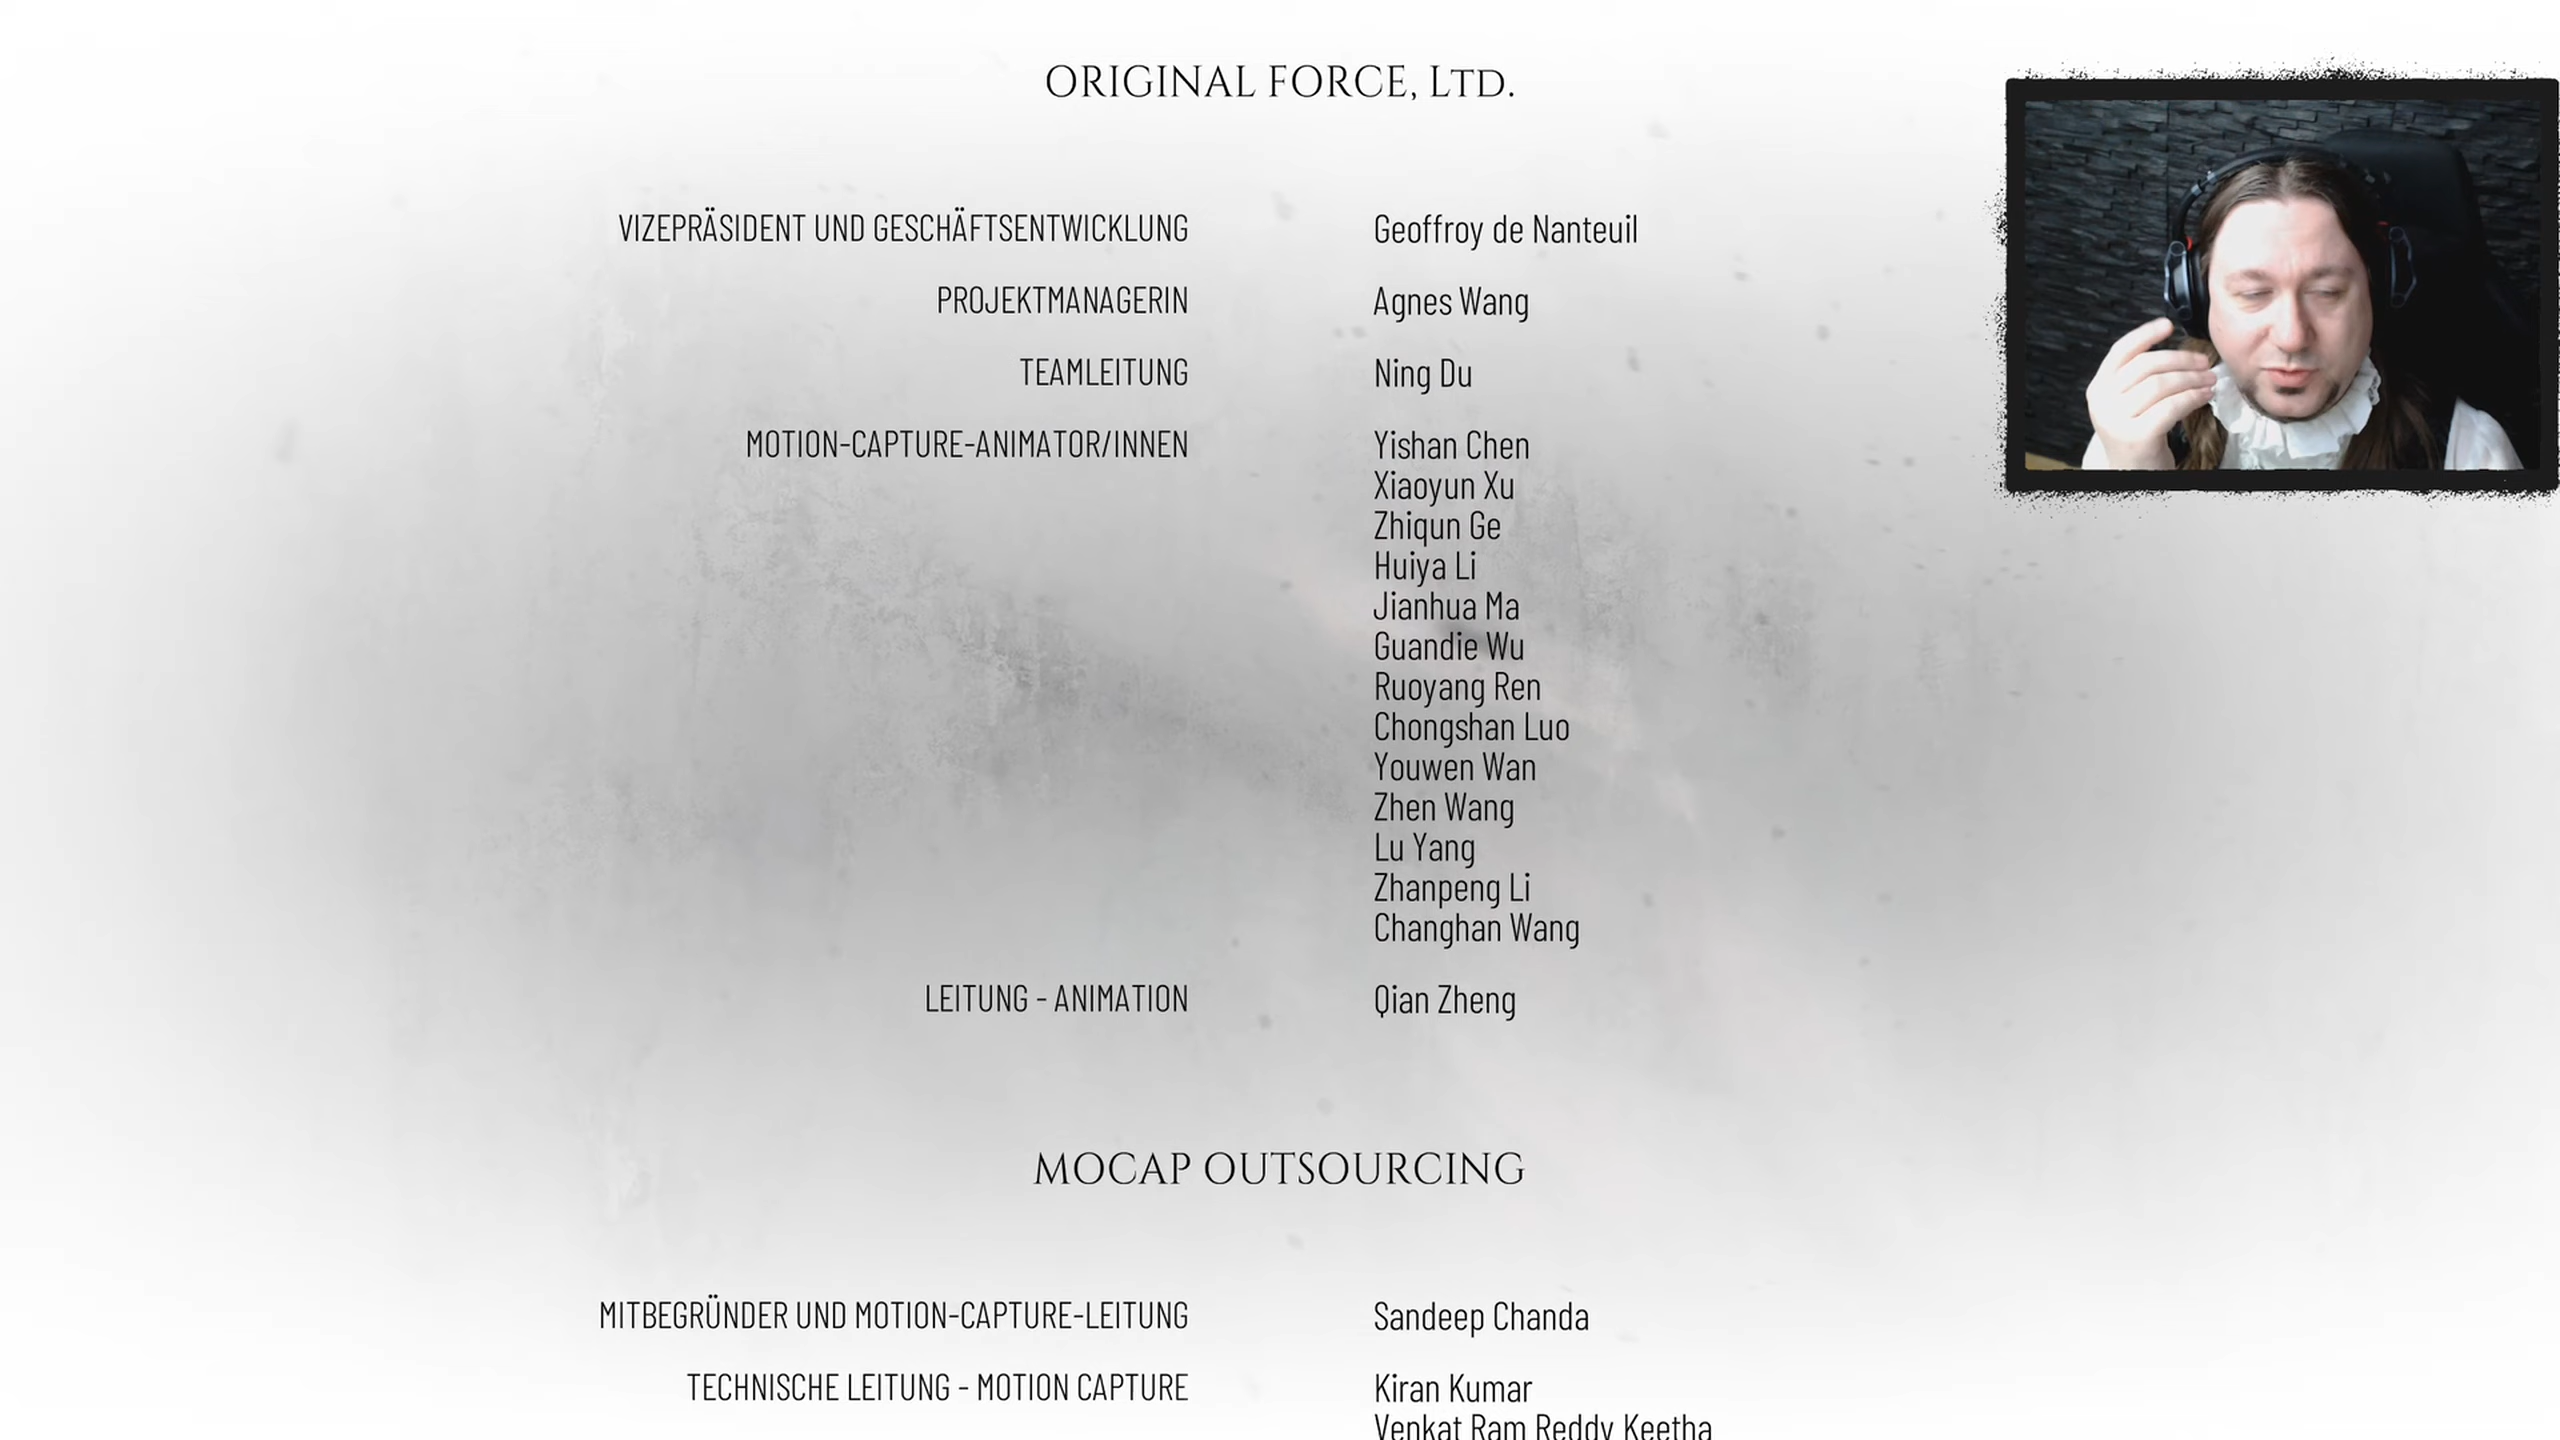 ORIGINAL FORCE, LTD.
VIZEPRÄSIDENT UND GESCHÄFTSENTWICKLUNG Geoffroy de Nanteuil
PROJEKTMANAGERIN Agnes Wang
TEAMLEITUNG Ning Du
MOTION-CAPTURE-ANIMATOR/INNEN Yishan Chen
Xiaoyun Xu
Zhiqun Ge
Huiya Li
Jianhua Ma
Guandie Wu
Ruoyang Ren
Chongshan Luo
Youwen Wan
Zhen Wang
Lu Yang
Zhanpeng Li
Changhan Wang
LEITUNG - ANIMATION Qian Zheng
MOCAP OUTSOURCING
MITBEGRÜNDER UND MOTION-CAPTURE-LEITUNG Sandeep Chanda
TECHNISCHE LEITUNG - MOTION CAPTURE Kiran Kumar
Venkat Ram Reddy Keetha